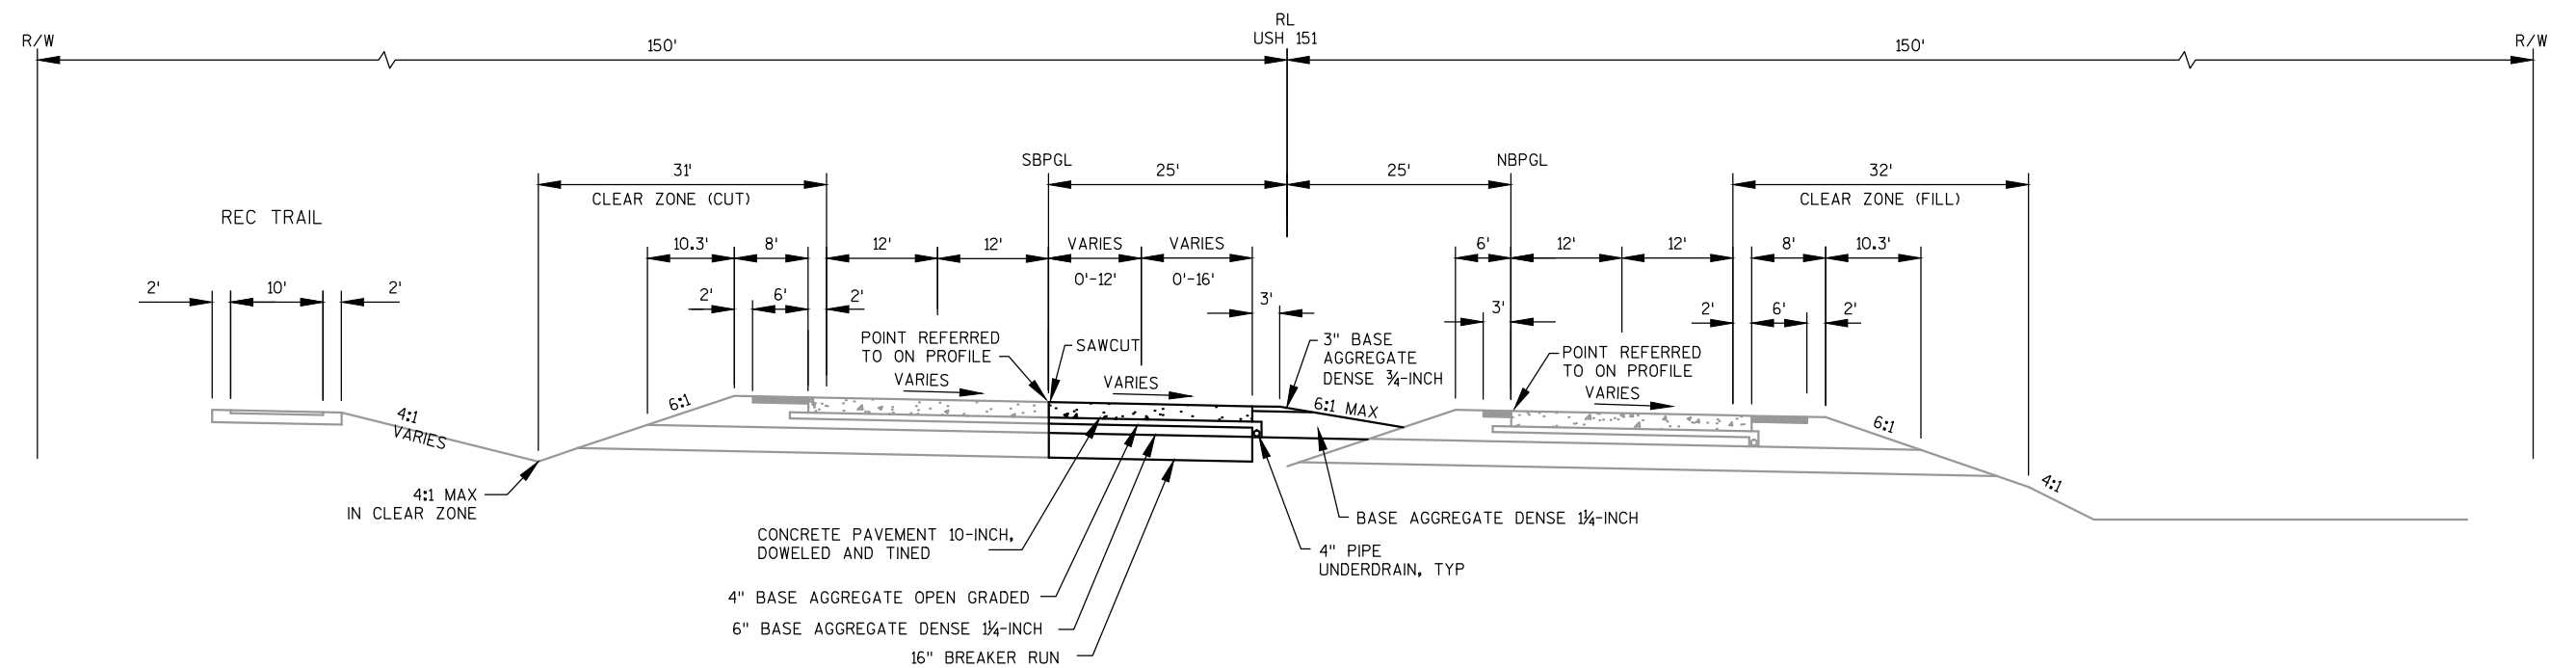 RL
USH 151
R/W
150'
150'
R/W
SBPGL
NBPGL
31'
25'
25'
32'
CLEAR ZONE (CUT)
CLEAR ZONE (FILL)
REC TRAIL
10.3'
8'
12'
12'
VARIES
VARIES
0'-12'
0'-16'
6'
12'
12'
8'
10.3'
2'
10'
2'
2'
6'
2'
3'
3'
2'
6'
2'
POINT REFERRED
TO ON PROFILE
SAWCUT
3" BASE
AGGREGATE
DENSE ¾-INCH
POINT REFERRED
TO ON PROFILE
VARIES
VARIES
VARIES
4:1
VARIES
6:1
6:1 MAX
6:1
4:1
4:1 MAX
IN CLEAR ZONE
CONCRETE PAVEMENT 10-INCH,
DOWELED AND TINED
BASE AGGREGATE DENSE 1¼-INCH
4" PIPE
UNDERDRAIN, TYP
4" BASE AGGREGATE OPEN GRADED
6" BASE AGGREGATE DENSE 1¼-INCH
16" BREAKER RUN